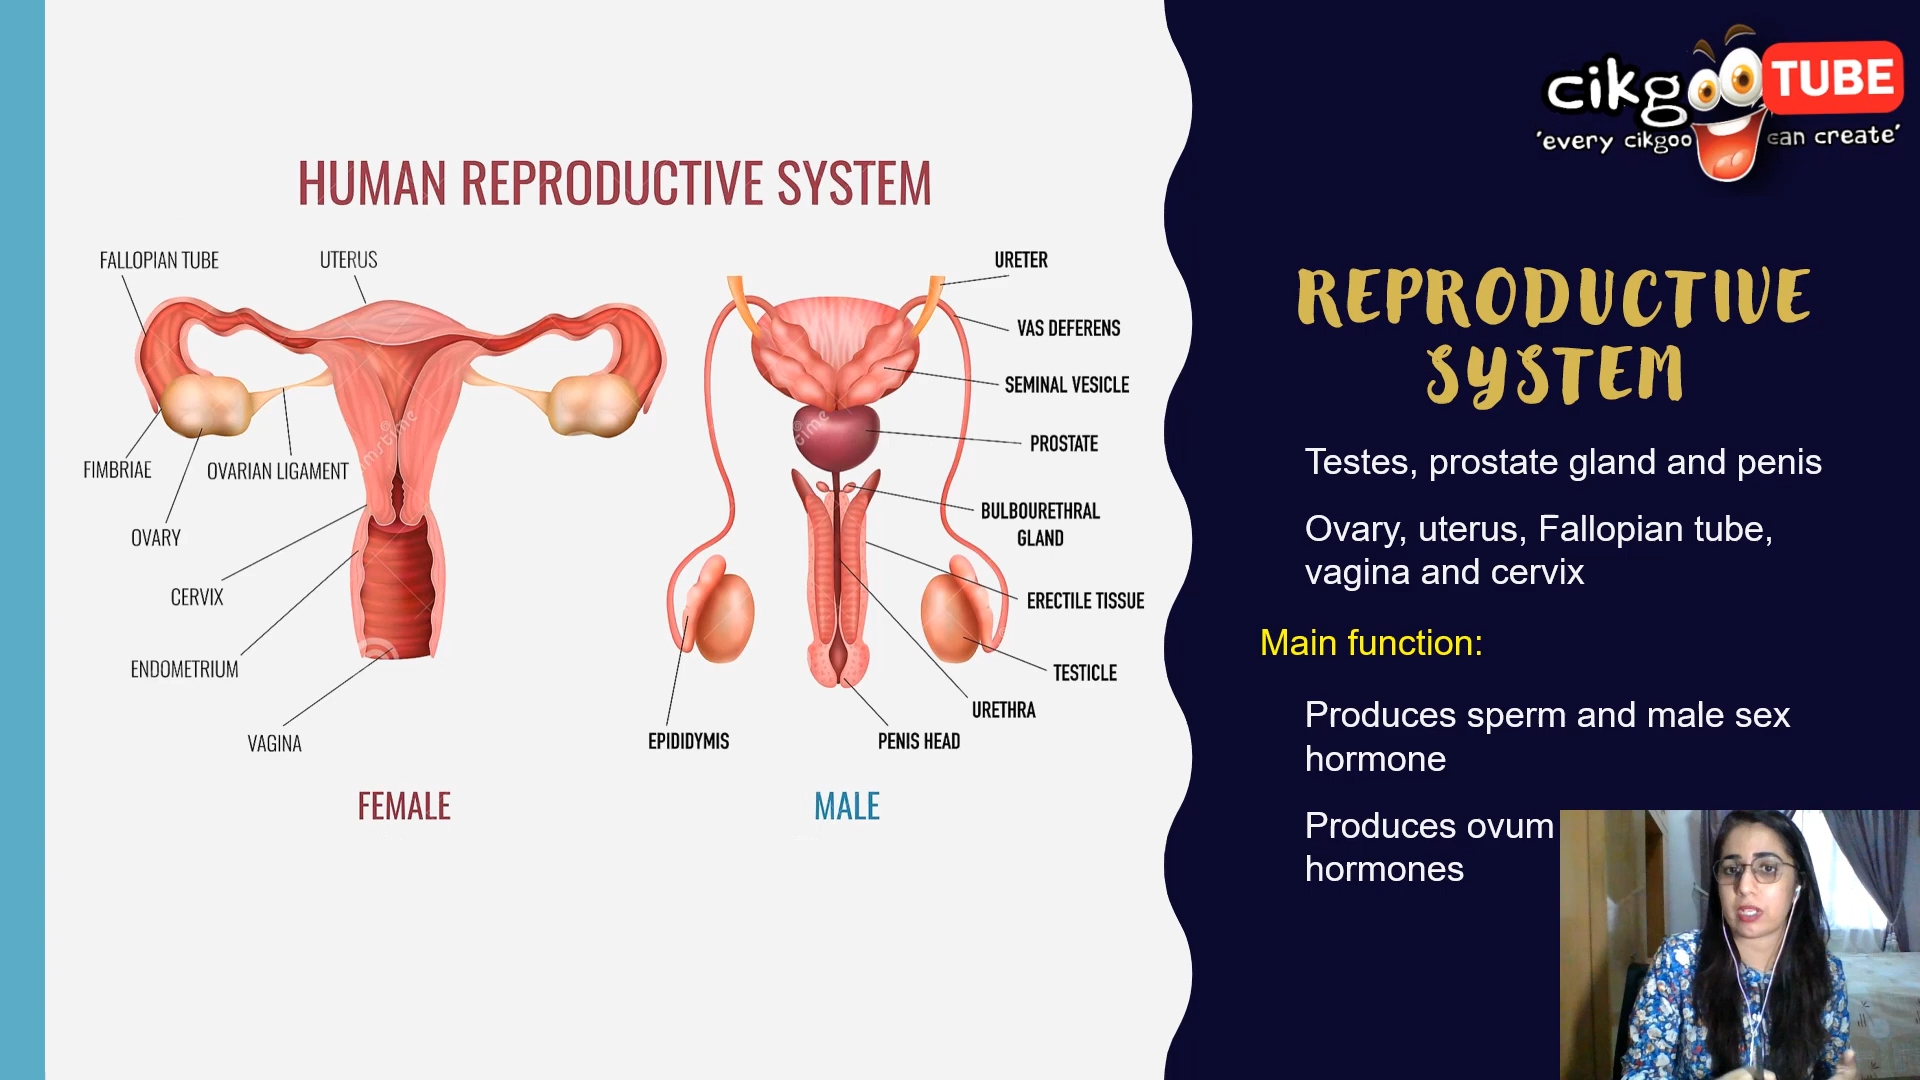 cikgoo TUBE
'every cikgoo can create'
HUMAN REPRODUCTIVE SYSTEM
FALLOPIAN TUBE
UTERUS
FIMBRIAE
OVARIAN LIGAMENT
OVARY
CERVIX
ENDOMETRIUM
VAGINA
FEMALE
URETER
VAS DEFERENS
SEMINAL VESICLE
PROSTATE
BULBOURETHRAL
GLAND
ERECTILE TISSUE
TESTICLE
URETHRA
EPIDIDYMIS
PENIS HEAD
MALE
REPRODUCTIVE
SYSTEM
Testes, prostate gland and penis
Ovary, uterus, Fallopian tube,
vagina and cervix
Main function:
Produces sperm and male sex
hormone
Produces ovum
hormones